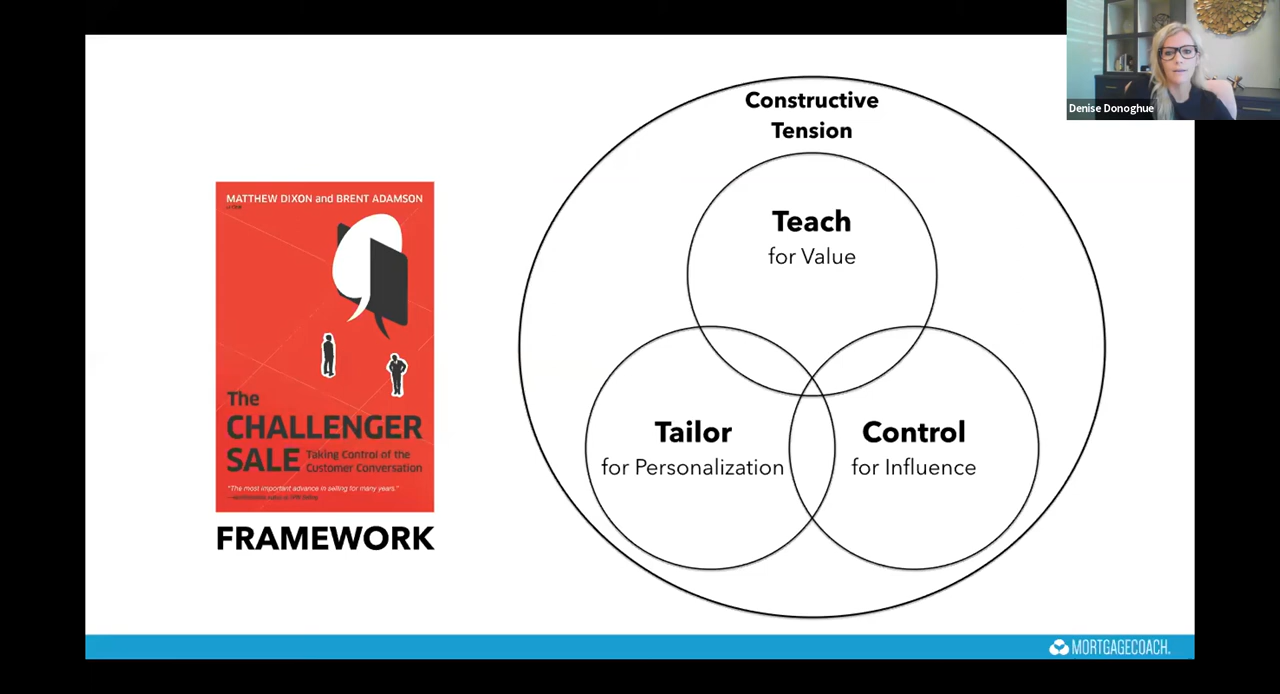 Denise Donoghue
Constructive
Tension
Teach
for Value
Tailor
for Personalization
Control
for Influence
MATTHEW DIXON and BRENT ADAMSON
The
CHALLENGER
SALE
Taking Control of the
Customer Conversation
"The most important advance in selling for many years."
FRAMEWORK
MORTGAGECOACH